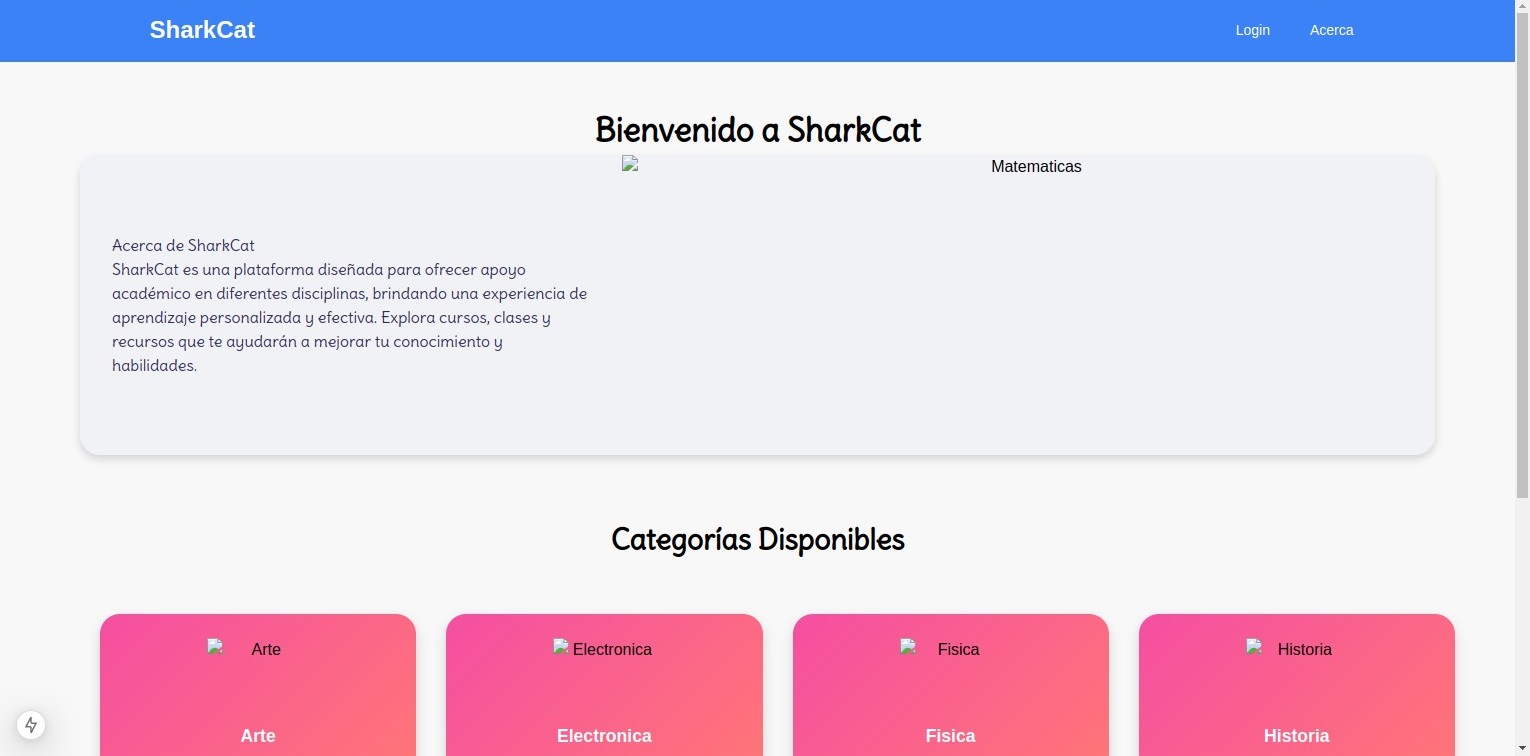 SharkCat
Login
Acerca
Bienvenido a SharkCat
Matematicas
Acerca de SharkCat
SharkCat es una plataforma diseñada para ofrecer apoyo
académico en diferentes disciplinas, brindando una experiencia de
aprendizaje personalizada y efectiva. Explora cursos, clases y
recursos que te ayudarán a mejorar tu conocimiento y
habilidades.
Categorías Disponibles
Arte
Electronica
Fisica
Historia
Arte
Electronica
Fisica
Historia